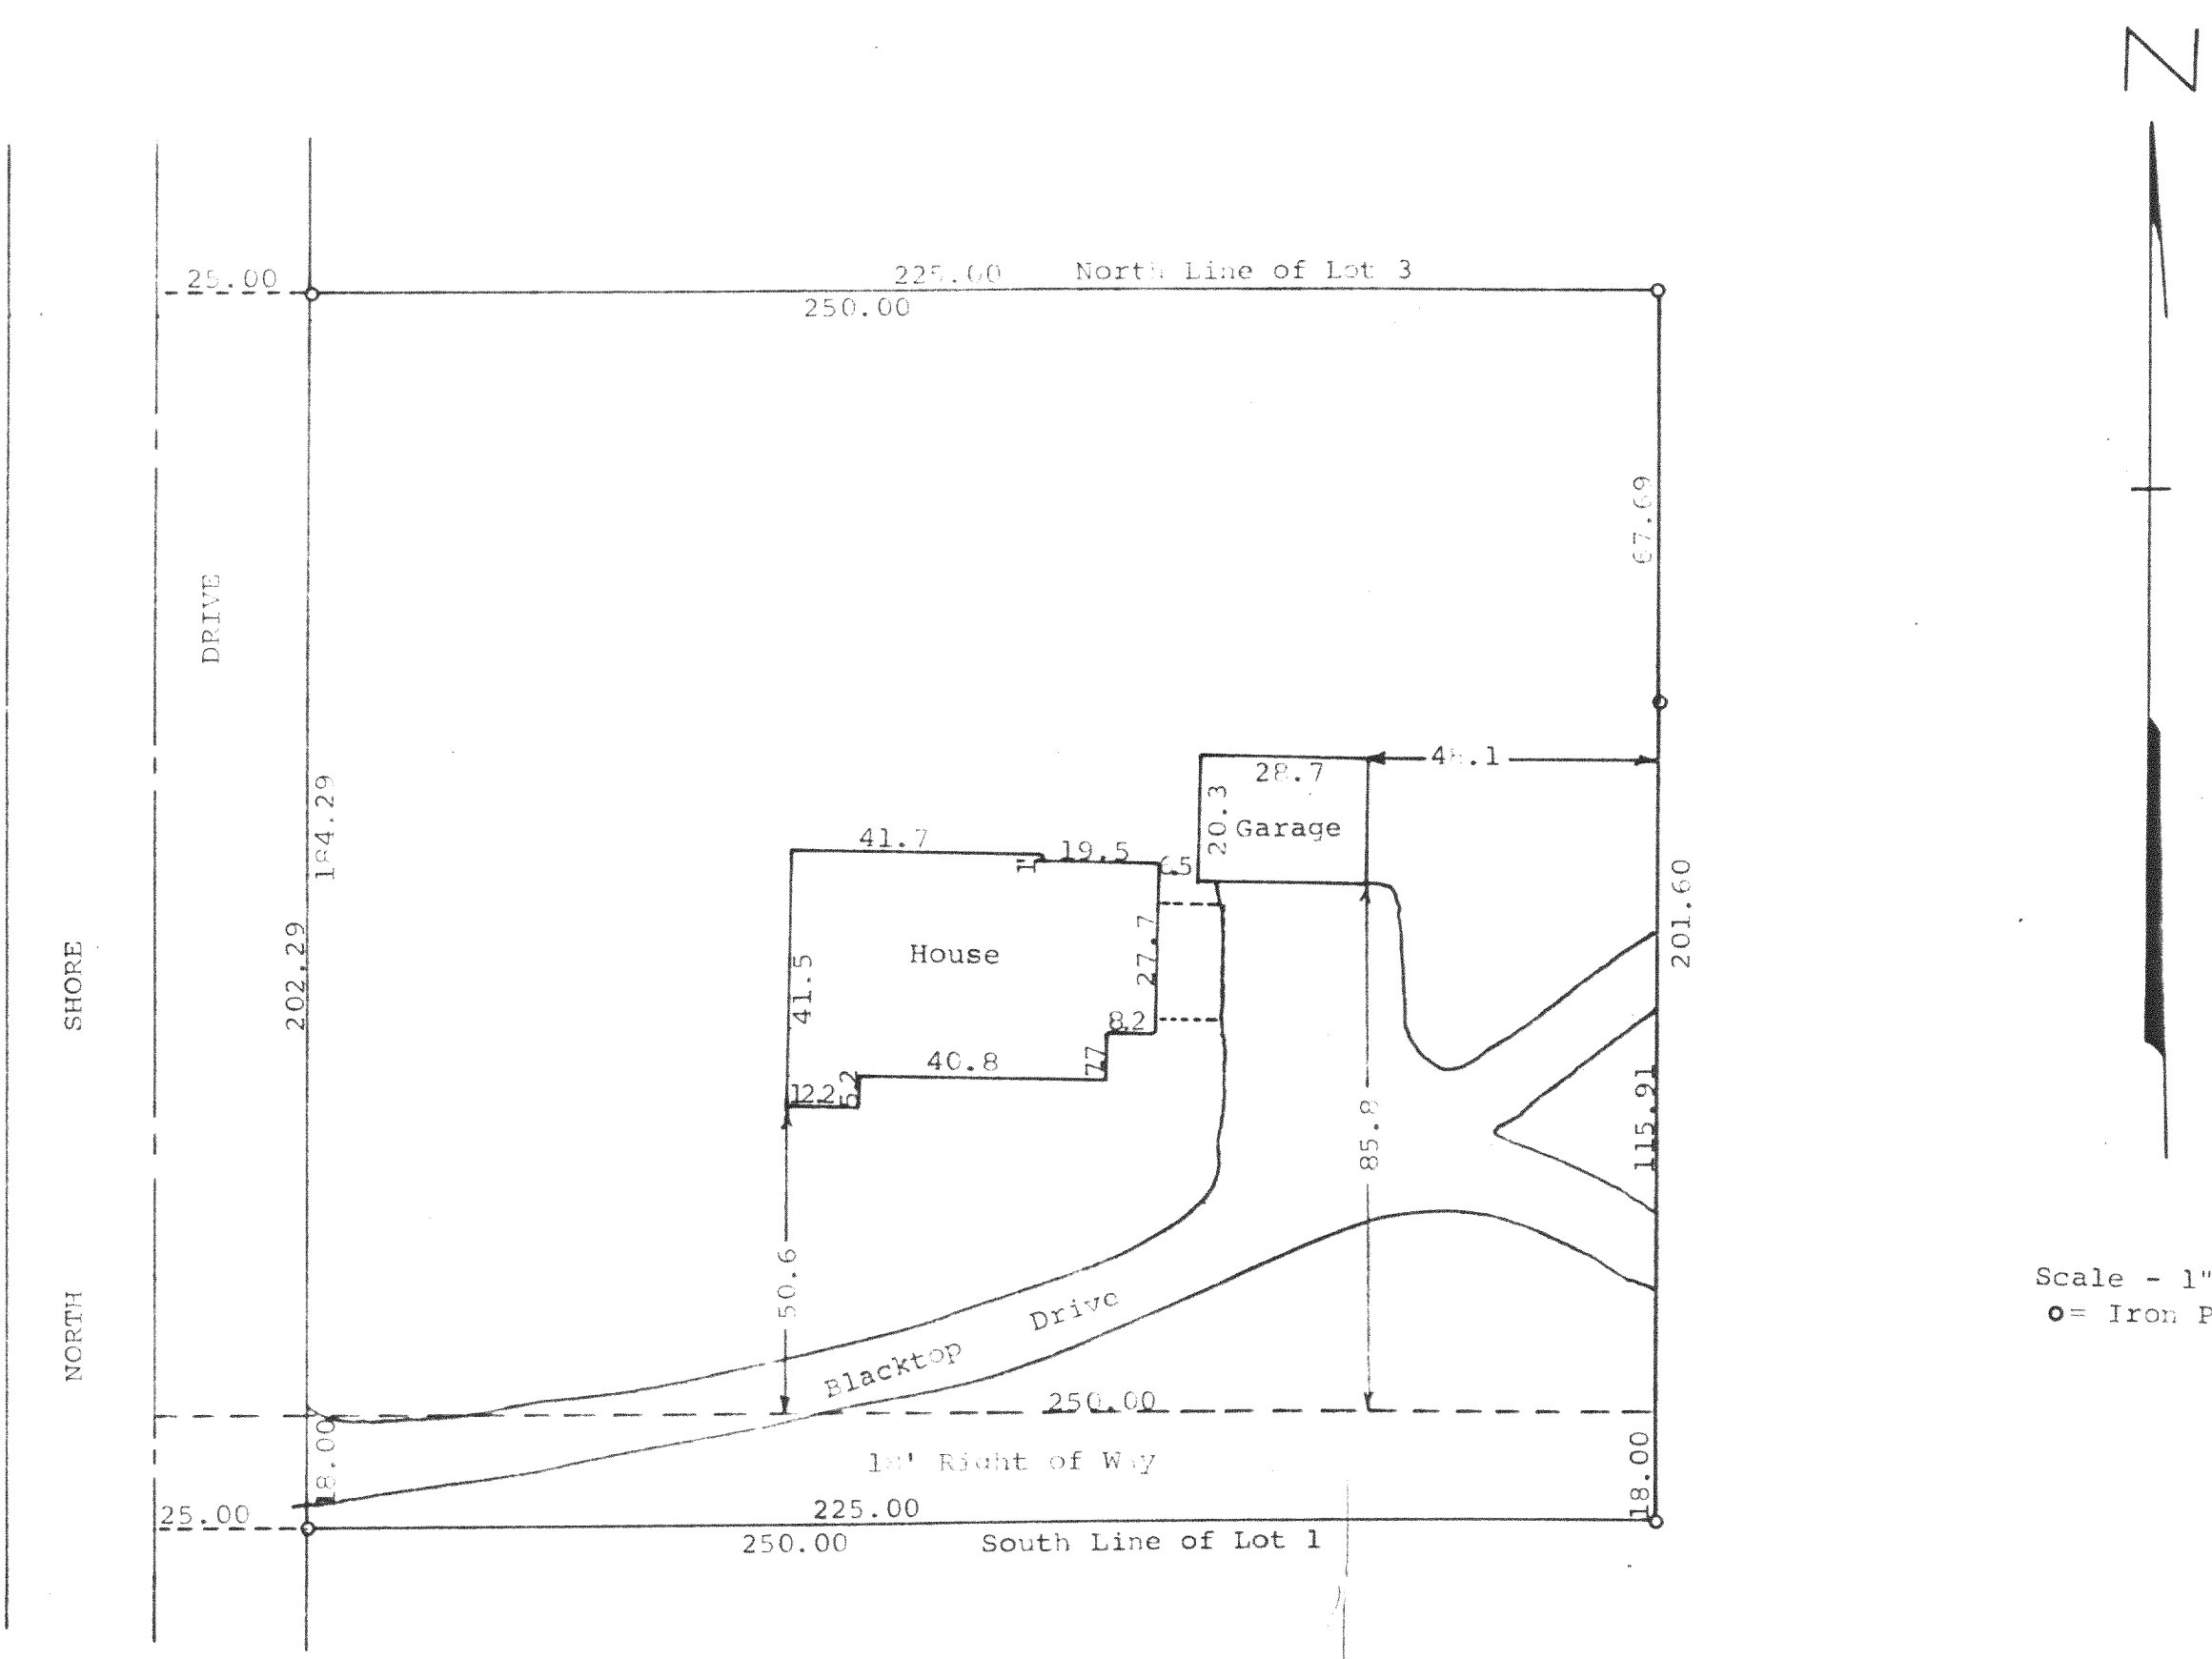 N
25.00
225.00 North Line of Lot 3
250.00
67.69
DRIVE
28.7
20.3
Garage
184.29
41.7
19.5
1
6.5
201.60
202.29
SHORE
House
41.5
27.7
8.2
40.8
7.7
12.2
5.2
115.91
85.8
50.6
NORTH
Scale - 1"
o= Iron
Blacktop Drive
250.00
18.00
Right of Way
18.00
25.00
225.00
250.00
South Line of Lot 1